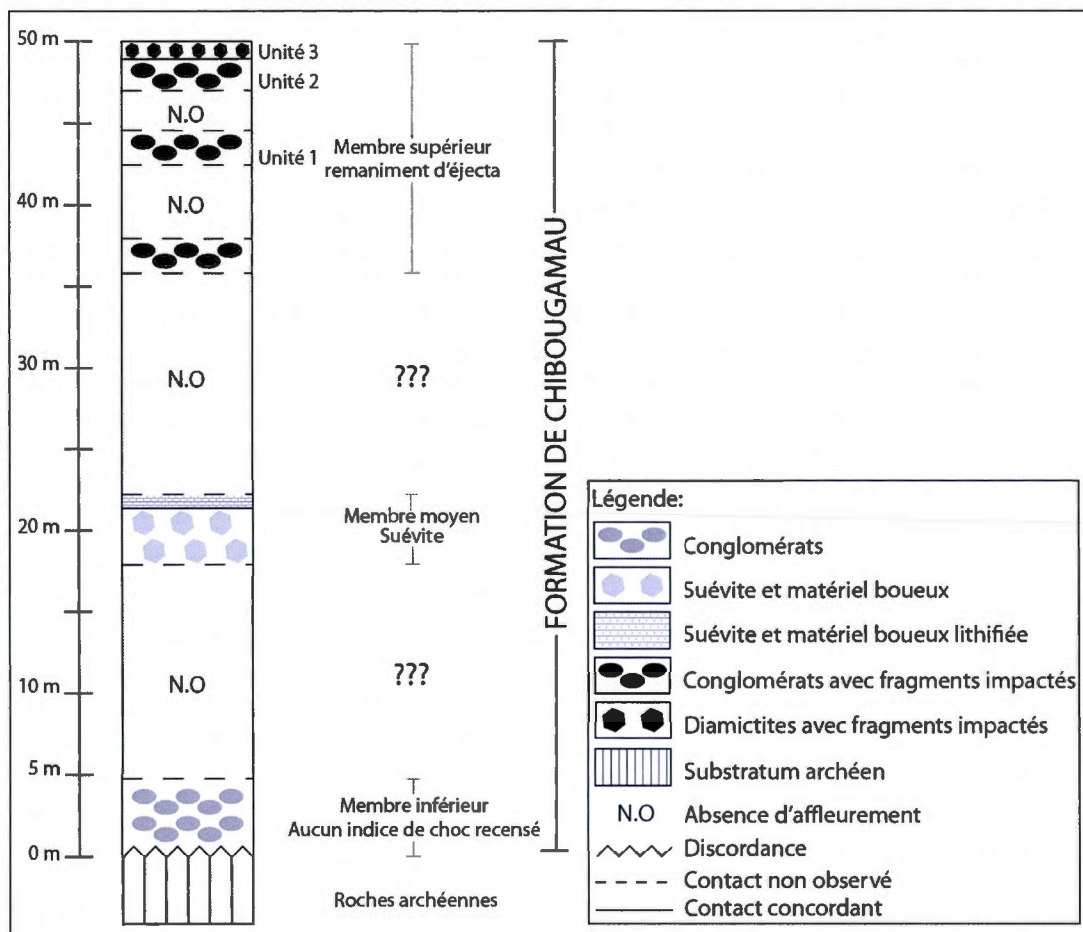 50 m
Unité 3
Unité 2
N.O
Unité 1
Membre supérieur
remaniment d'éjecta
40 m
N.O
30 m
N.O
???
20 m
Membre moyen
Suévite
10 m
N.O
???
5 m
Membre inférieur
Aucun indice de choc recensé
0 m
Roches archéennes
FORMATION DE CHIBOUGAMAU
Légende:
Conglomérats
Suévite et matériel boueux
Suévite et matériel boueux lithifiée
Conglomérats avec fragments impactés
Diamictites avec fragments impactés
Substratum archéen
N.O Absence d'affleurement
Discordance
Contact non observé
Contact concordant